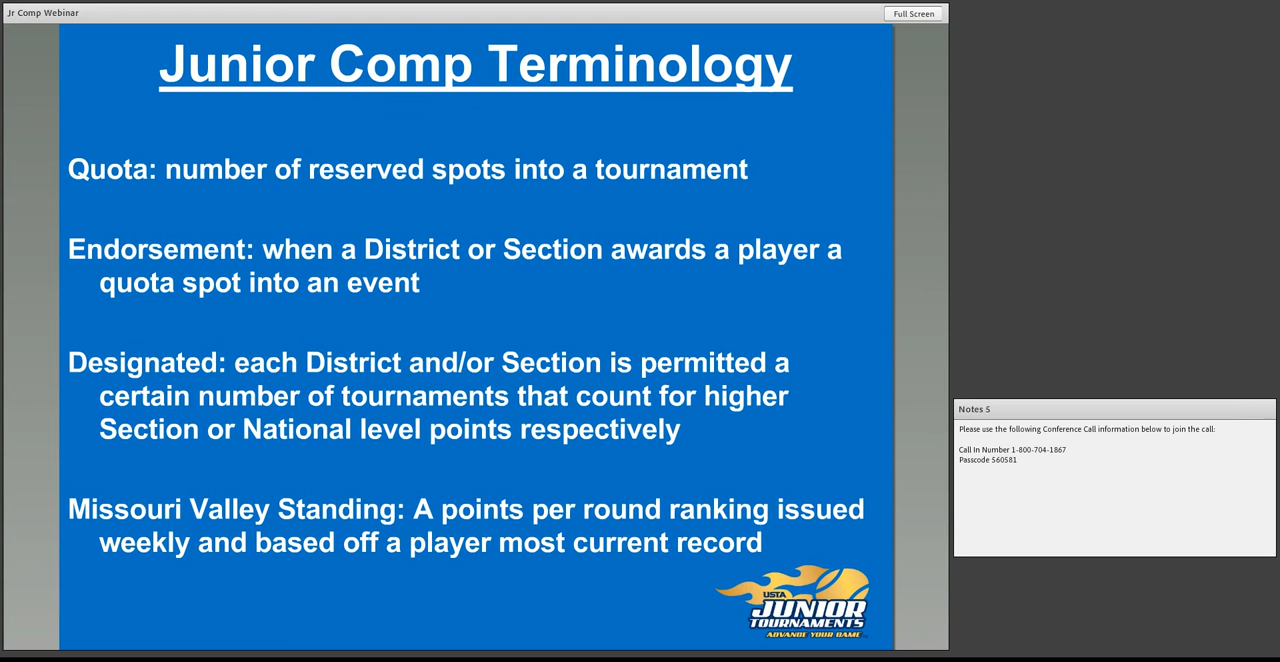 Jr Comp Webinar
Full Screen
Junior Comp Terminology
Quota: number of reserved spots into a tournament
Endorsement: when a District or Section awards a player a
quota spot into an event
Designated: each District and/or Section is permitted a
certain number of tournaments that count for higher
Section or National level points respectively
Missouri Valley Standing: A points per round ranking issued
weekly and based off a player most current record
USTA
JUNIOR
TOURNAMENTS
ADVANCE YOUR GAME
Notes 5
Please use the following Conference Call information below to join the call:
Call In Number 1-800-704-1867
Passcode 560581